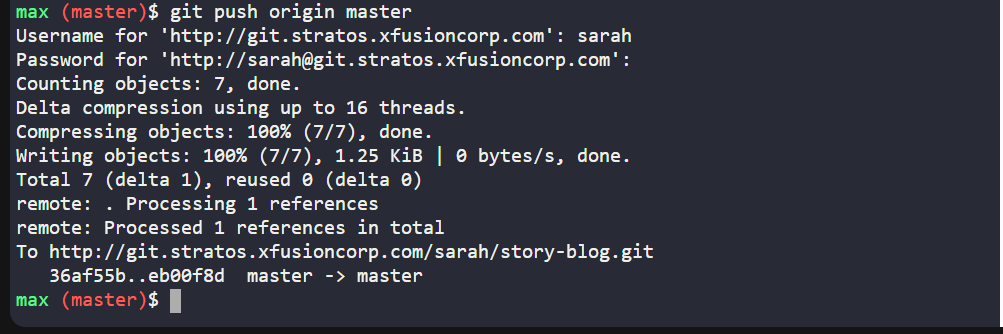 max (master)$ git push origin master
Username for 'http://git.stratos.xfusioncorp.com': sarah
Password for 'http://sarah@git.stratos.xfusioncorp.com':
Counting objects: 7, done.
Delta compression using up to 16 threads.
Compressing objects: 100% (7/7), done.
Writing objects: 100% (7/7), 1.25 KiB | 0 bytes/s, done.
Total 7 (delta 1), reused 0 (delta 0)
remote: . Processing 1 references
remote: Processed 1 references in total
To http://git.stratos.xfusioncorp.com/sarah/story-blog.git
   36af55b..eb00f8d  master -> master
max (master)$